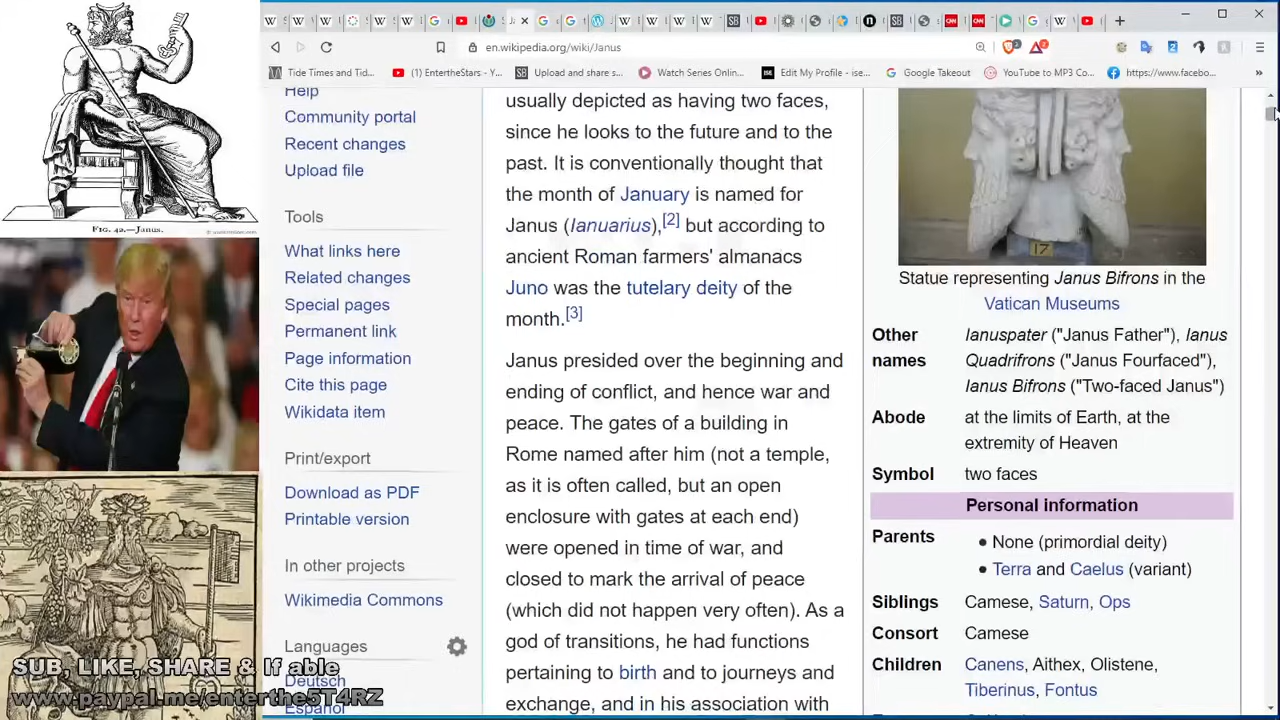 FIG. 42.—Janus.
SUB, LIKE, SHARE & If able
www.paypal.me/enterthe5T4RZ
en.wikipedia.org/wiki/Janus
Tide Times and Tid...
(1) EntertheStars - Y...
Upload and share s...
Watch Series Onlin...
Edit My Profile - ise...
Google Takeout
YouTube to MP3 Co...
https://www.facebo...
Help
Community portal
Recent changes
Upload file
Tools
What links here
Related changes
Special pages
Permanent link
Page information
Cite this page
Wikidata item
Print/export
Download as PDF
Printable version
In other projects
Wikimedia Commons
Languages
Deutsch
Español
usually depicted as having two faces,
since he looks to the future and to the
past. It is conventionally thought that
the month of January is named for
Janus (Ianuarius),[2] but according to
ancient Roman farmers' almanacs
Juno was the tutelary deity of the
month.[3]
Janus presided over the beginning and
ending of conflict, and hence war and
peace. The gates of a building in
Rome named after him (not a temple,
as it is often called, but an open
enclosure with gates at each end)
were opened in time of war, and
closed to mark the arrival of peace
(which did not happen very often). As a
god of transitions, he had functions
pertaining to birth and to journeys and
exchange, and in his association with
17
Statue representing Janus Bifrons in the
Vatican Museums
Other names
Ianuspater ("Janus Father"), Ianus
Quadrifrons ("Janus Fourfaced"),
Ianus Bifrons ("Two-faced Janus")
Abode
at the limits of Earth, at the
extremity of Heaven
Symbol two faces
Personal information
Parents
• None (primordial deity)
• Terra and Caelus (variant)
Siblings Camese, Saturn, Ops
Consort Camese
Children Canens, Aithex, Olistene,
Tiberinus, Fontus